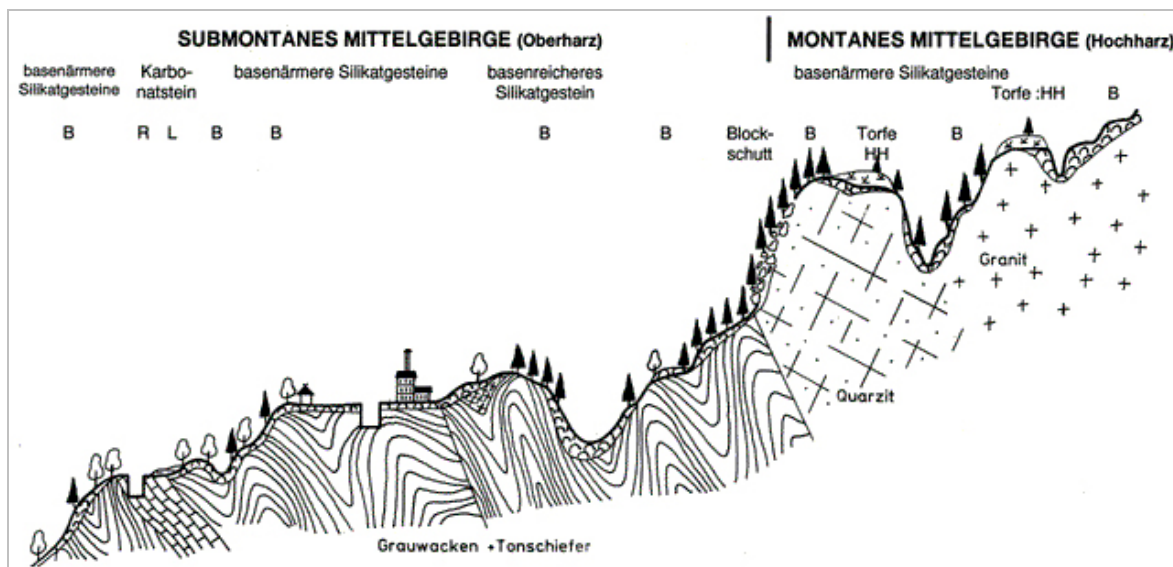 SUBMONTANES MITTELGEBIRGE (Oberharz)
MONTANES MITTELGEBIRGE (Hochharz)
basenärmere
Silikatgesteine
Karbo-
natstein
basenärmere Silikatgesteine
basenreicheres
Silikatgestein
basenärmere Silikatgesteine
Torfe :HH
B
B
R
L
B
B
B
B
Block-
schutt
B
Torfe
HH
B
Granit
Quarzit
Grauwacken +Tonschiefer